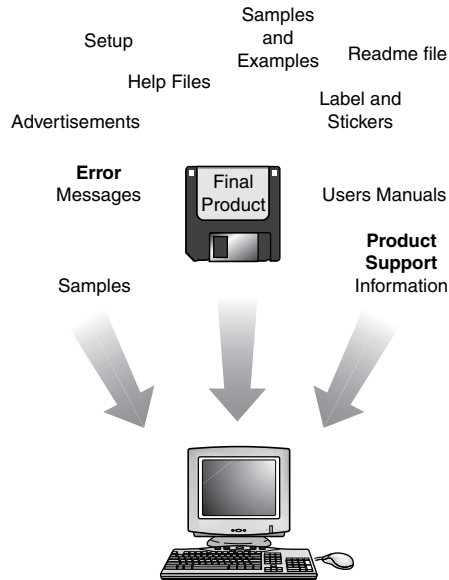 Samples
and
Examples
Setup
Readme file
Help Files
Label and
Stickers
Advertisements
Error
Messages
Final
Product
Users Manuals
Product
Support
Information
Samples